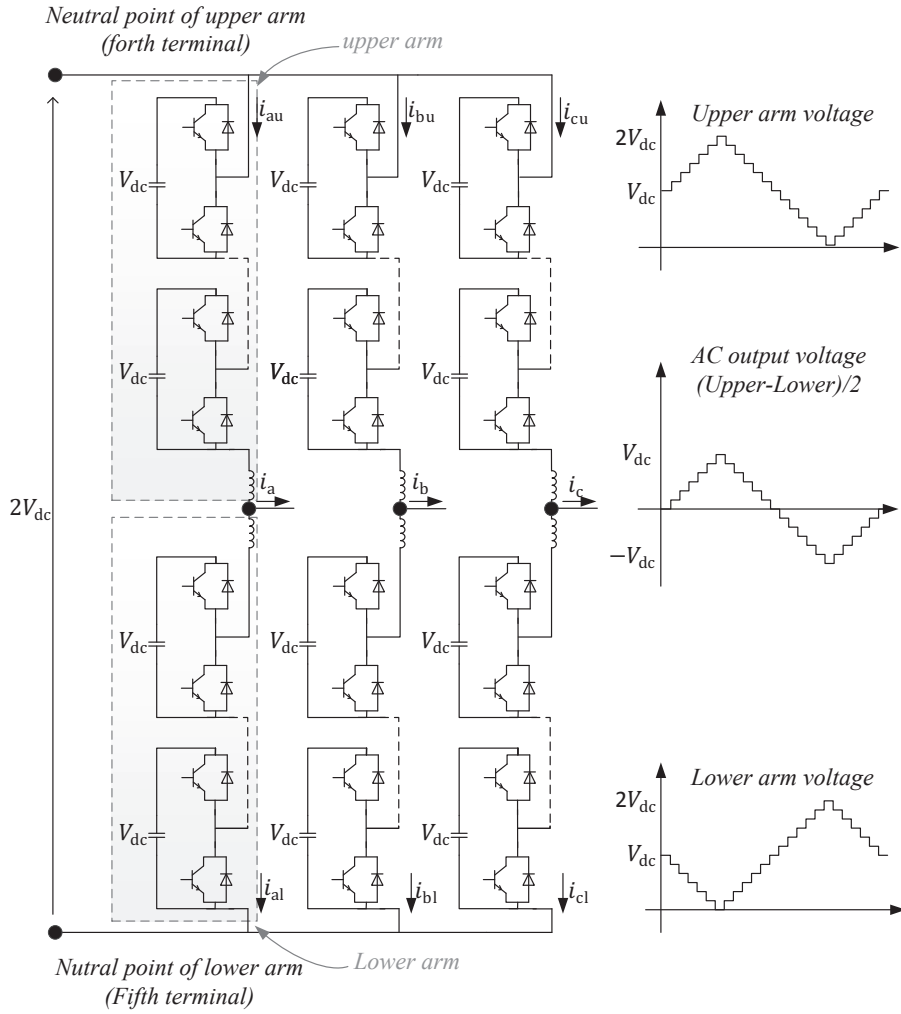 Neutral point of upper arm
(forth terminal)
upper arm
i_au
i_bu
i_cu
V_dc
V_dc
V_dc
V_dc
V_dc
V_dc
i_a
i_b
i_c
2V_dc
V_dc
V_dc
V_dc
V_dc
V_dc
V_dc
i_al
i_bl
i_cl
Nutral point of lower arm
(Fifth terminal)
Lower arm
Upper arm voltage
2V_dc
V_dc
AC output voltage
(Upper-Lower)/2
V_dc
−V_dc
Lower arm voltage
2V_dc
V_dc